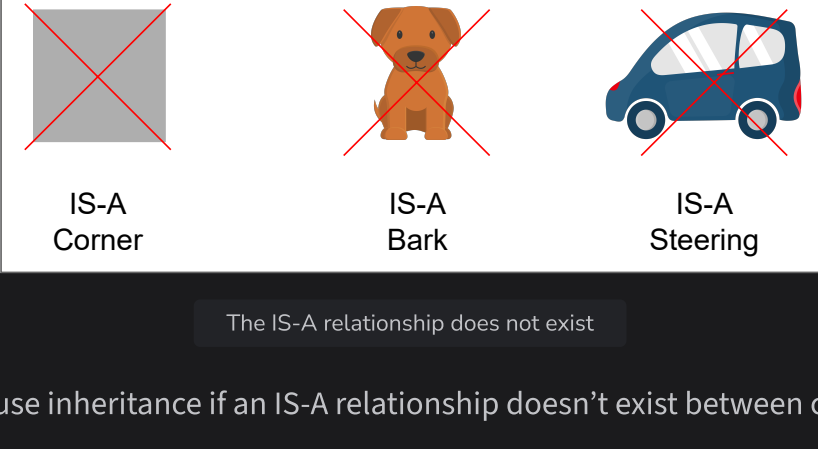 IS-A
Corner
IS-A
Bark
IS-A
Steering
The IS-A relationship does not exist
use inheritance if an IS-A relationship doesn’t exist between